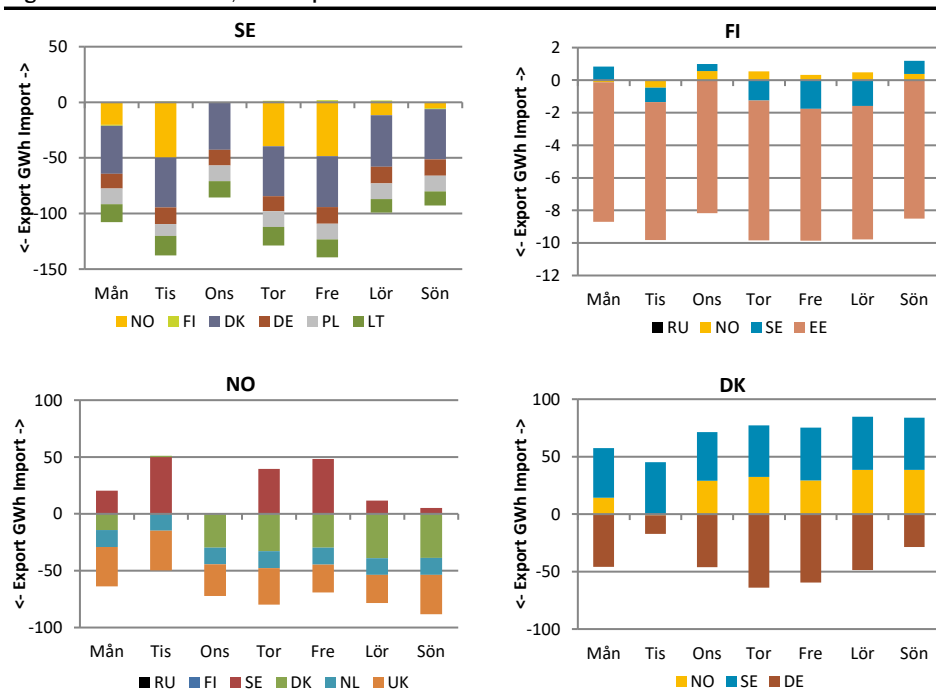 SE
<- Export GWh Import ->
50
0
-50
-100
-150
Mån Tis Ons Tor Fre Lör Sön
NO FI DK DE PL LT
FI
<- Export GWh Import ->
2
0
-2
-4
-6
-8
-10
-12
Mån Tis Ons Tor Fre Lör Sön
RU NO SE EE
NO
<- Export GWh Import ->
100
50
0
-50
-100
Mån Tis Ons Tor Fre Lör Sön
RU FI SE DK NL UK
DK
<- Export GWh Import ->
100
50
0
-50
-100
Mån Tis Ons Tor Fre Lör Sön
NO SE DE